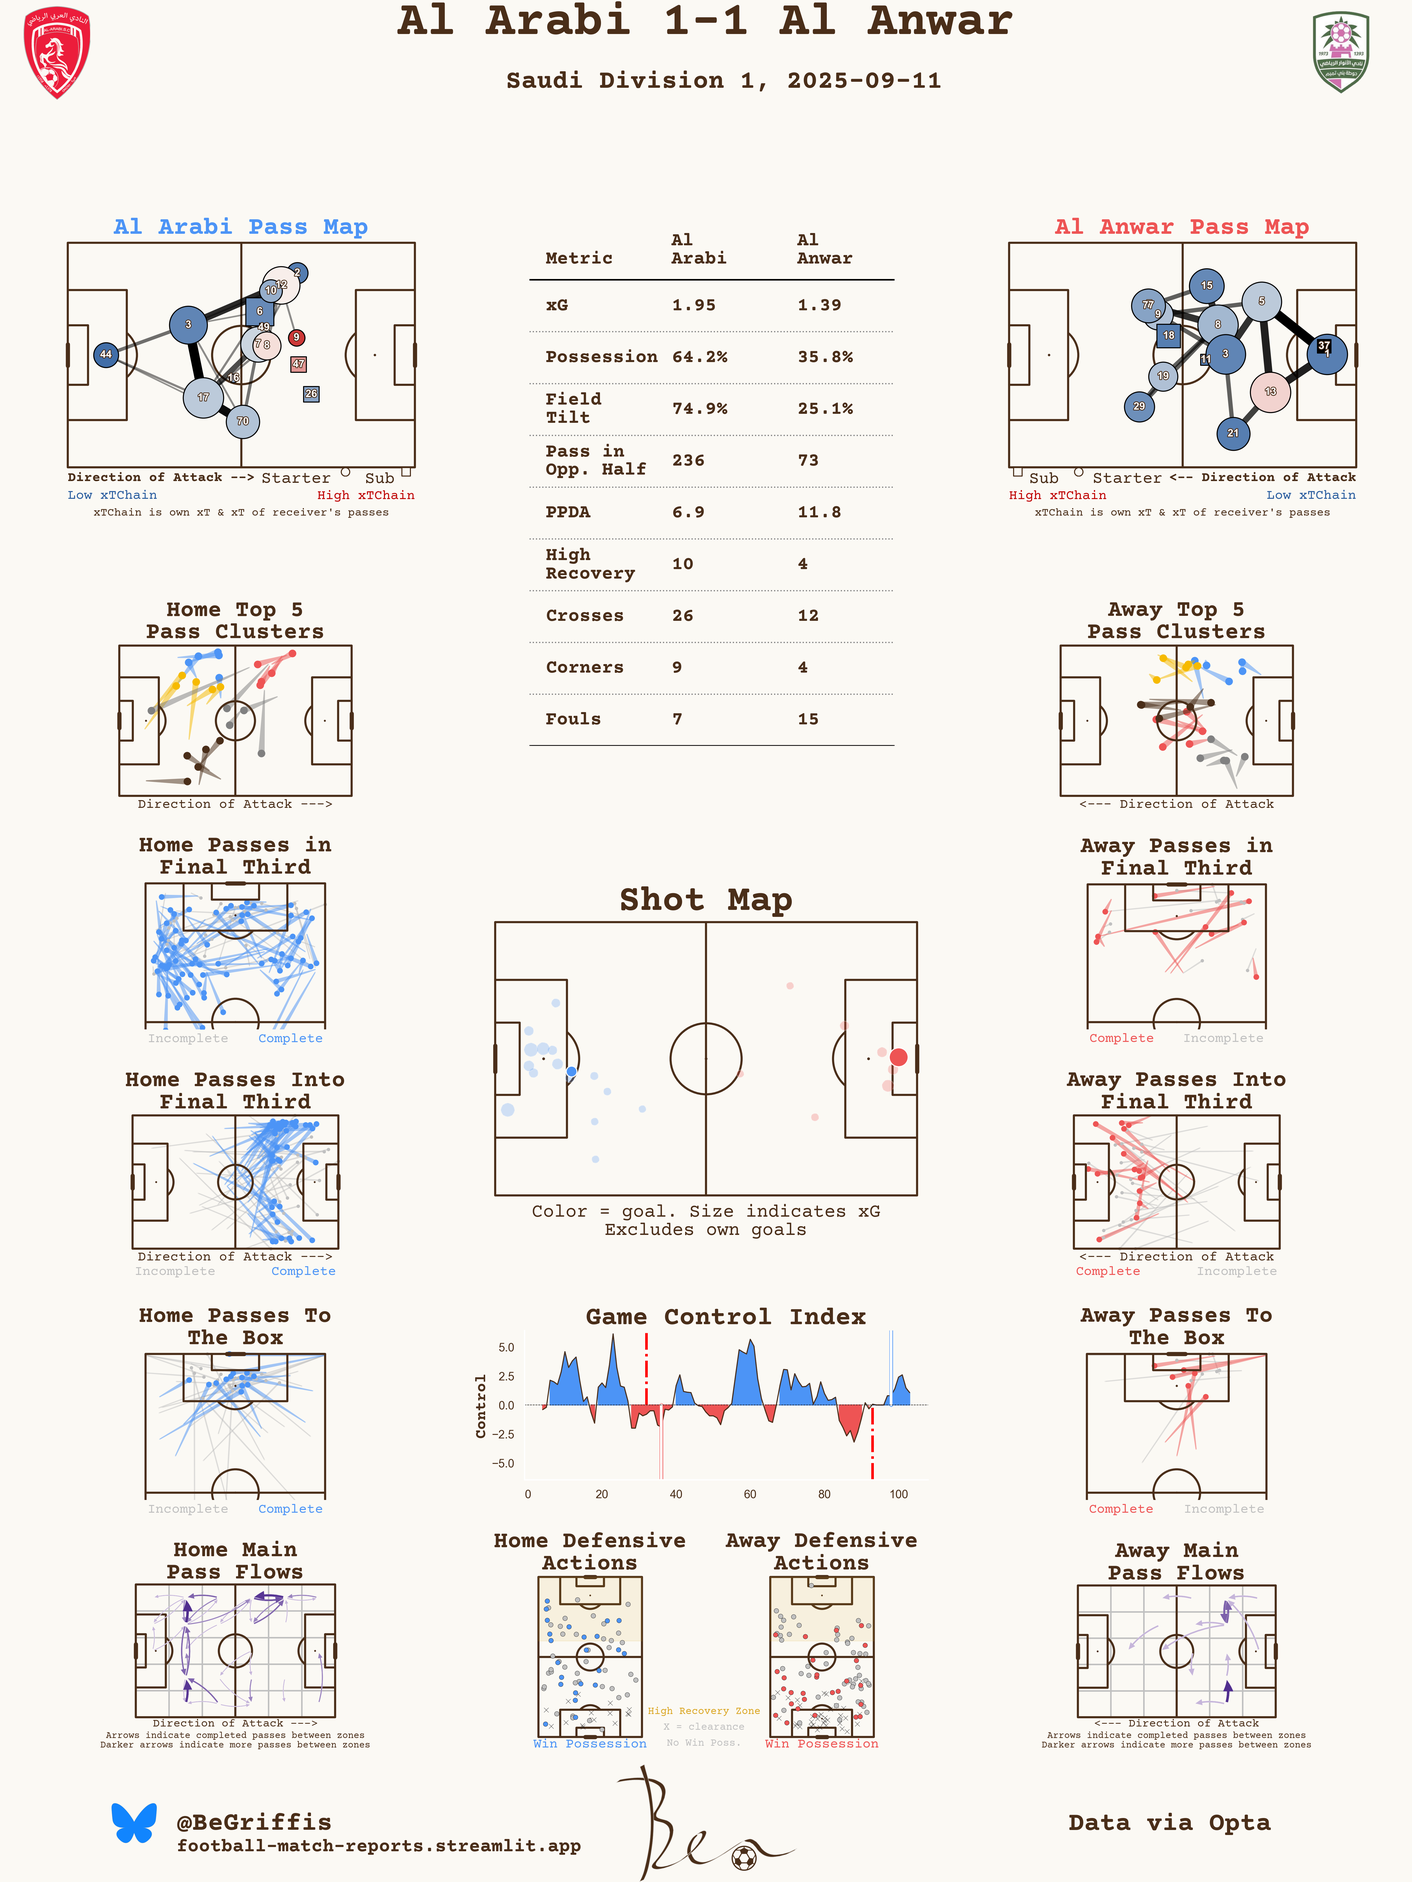 Al Arabi 1-1 Al Anwar
Saudi Division 1, 2025-09-11
النادي العربي الرياضي
AL-ARABI S.C
1972 1392
نادي الأنوار الرياضي
حوطة بني تميم
Al Arabi Pass Map
2
12
10
6
3
49
7
8
9
44
47
16
17
26
70
Direction of Attack --> Starter Sub
Low xTChain High xTChain
xTChain is own xT & xT of receiver's passes
Metric Al Arabi Al Anwar
xG 1.95 1.39
Possession 64.2% 35.8%
Field Tilt 74.9% 25.1%
Pass in Opp. Half 236 73
PPDA 6.9 11.8
High Recovery 10 4
Crosses 26 12
Corners 9 4
Fouls 7 15
Al Anwar Pass Map
15
5
77
9
8
18
37
1
11
3
19
13
29
21
Sub Starter <-- Direction of Attack
High xTChain Low xTChain
xTChain is own xT & xT of receiver's passes
Home Top 5
Pass Clusters
Direction of Attack --->
Away Top 5
Pass Clusters
<--- Direction of Attack
Home Passes in
Final Third
Incomplete Complete
Away Passes in
Final Third
Complete Incomplete
Shot Map
Color = goal. Size indicates xG
Excludes own goals
Home Passes Into
Final Third
Direction of Attack --->
Incomplete Complete
Away Passes Into
Final Third
<--- Direction of Attack
Complete Incomplete
Home Passes To
The Box
Incomplete Complete
Game Control Index
Control
5.0
2.5
0.0
−2.5
−5.0
0 20 40 60 80 100
Away Passes To
The Box
Complete Incomplete
Home Main
Pass Flows
Direction of Attack --->
Arrows indicate completed passes between zones
Darker arrows indicate more passes between zones
Home Defensive
Actions
Win Possession
High Recovery Zone
X = clearance
No Win Poss.
Away Defensive
Actions
Win Possession
Away Main
Pass Flows
<--- Direction of Attack
Arrows indicate completed passes between zones
Darker arrows indicate more passes between zones
@BeGriffis
football-match-reports.streamlit.app
Ben
Data via Opta